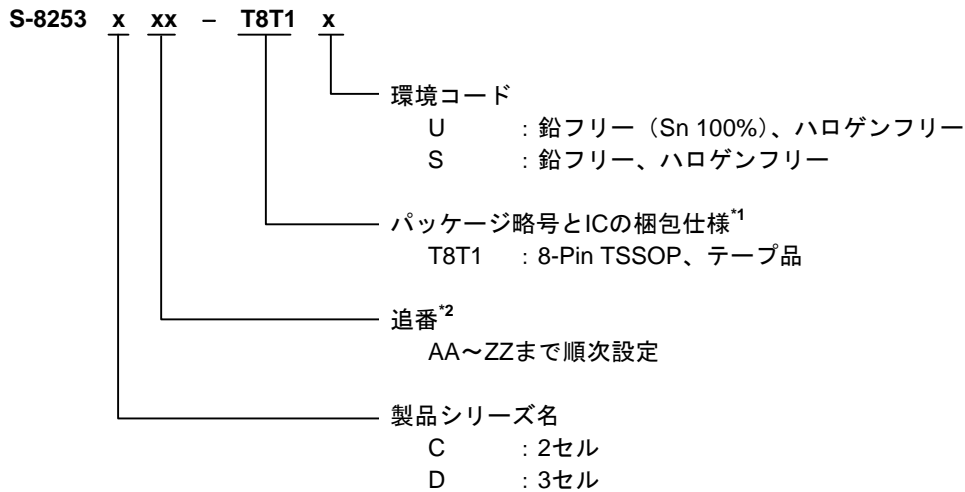 S-8253 x xx – T8T1 x
環境コード
U : 鉛フリー（Sn 100%）、ハロゲンフリー
S : 鉛フリー、ハロゲンフリー
パッケージ略号とICの梱包仕様*1
T8T1 : 8-Pin TSSOP、テープ品
追番*2
AA～ZZまで順次設定
製品シリーズ名
C : 2セル
D : 3セル